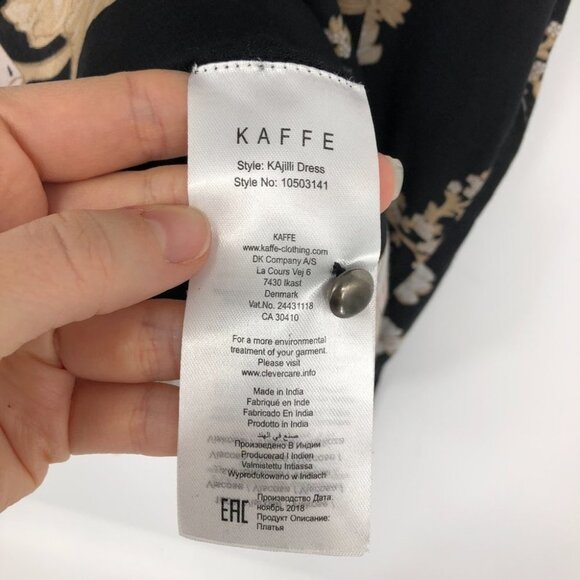 KAFFE
Style: KAjilli Dress
Style No: 10503141
KAFFE
www.kaffe-clothing.com
DK Company A/S
La Cours Vej 6
7430 Ikast
Denmark
Vat.No. 24431118
CA 30410
For a more environmental
treatment of your garment.
Please visit
www.clevercare.info
Made in India
Fabriqué en Inde
Fabricado En Indi
Prodotto in India
صنع في الهند
Произведено В Индии
Producerad I Indien
Valmistettu Intiassa
Wyprodukowano w Indiach
EAC
Производство Дата:
ноябрь 2018
Продукт Описание:
Платья